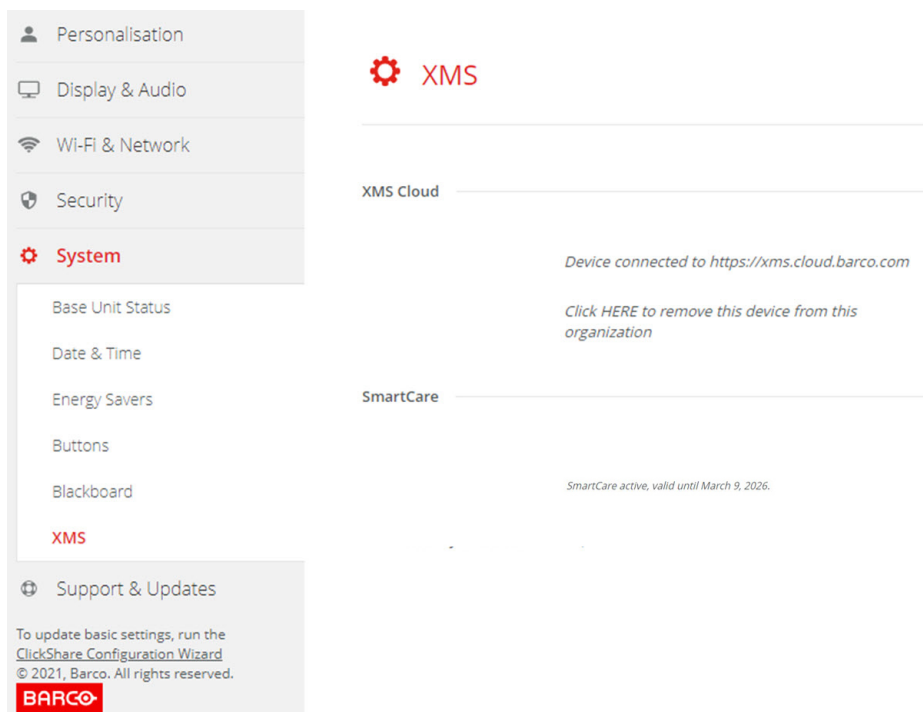 Personalisation
Display & Audio
Wi-Fi & Network
Security
System
Base Unit Status
Date & Time
Energy Savers
Buttons
Blackboard
XMS
Support & Updates
To update basic settings, run the
ClickShare Configuration Wizard
© 2021, Barco. All rights reserved.
BARCO
XMS
XMS Cloud
Device connected to https://xms.cloud.barco.com
Click HERE to remove this device from this
organization
SmartCare
SmartCare active, valid until March 9, 2026.